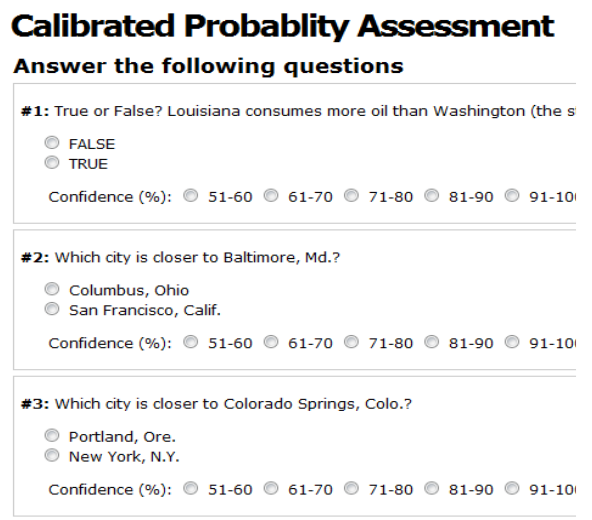 Calibrated Probablity Assessment
Answer the following questions
#1: True or False? Louisiana consumes more oil than Washington (the
FALSE
TRUE
Confidence (%): 51-60 61-70 71-80 81-90 91-10
#2: Which city is closer to Baltimore, Md.?
Columbus, Ohio
San Francisco, Calif.
Confidence (%): 51-60 61-70 71-80 81-90 91-10
#3: Which city is closer to Colorado Springs, Colo.?
Portland, Ore.
New York, N.Y.
Confidence (%): 51-60 61-70 71-80 81-90 91-10